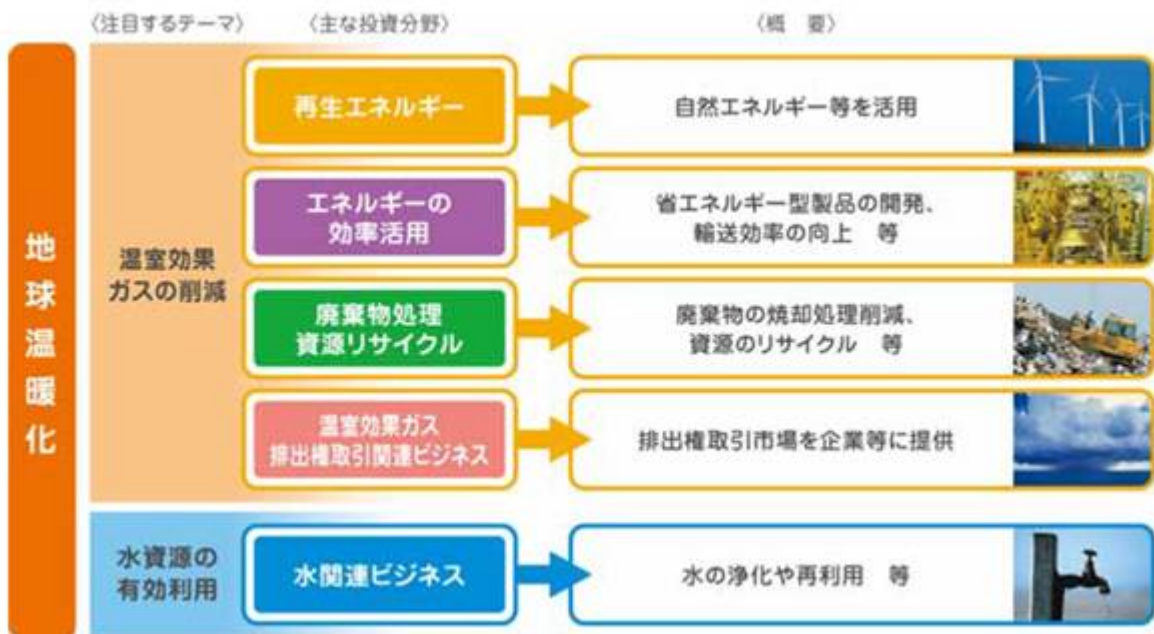 〈注目するテーマ〉 〈主な投資分野〉 〈概 要〉
地球温暖化
温室効果
ガスの削減
再生エネルギー
自然エネルギー等を活用
エネルギーの
効率活用
省エネルギー型製品の開発、
輸送効率の向上 等
廃棄物処理
資源リサイクル
廃棄物の焼却処理削減、
資源のリサイクル 等
温室効果ガス
排出権取引関連ビジネス
排出権取引市場を企業等に提供
水資源の
有効利用
水関連ビジネス
水の浄化や再利用 等